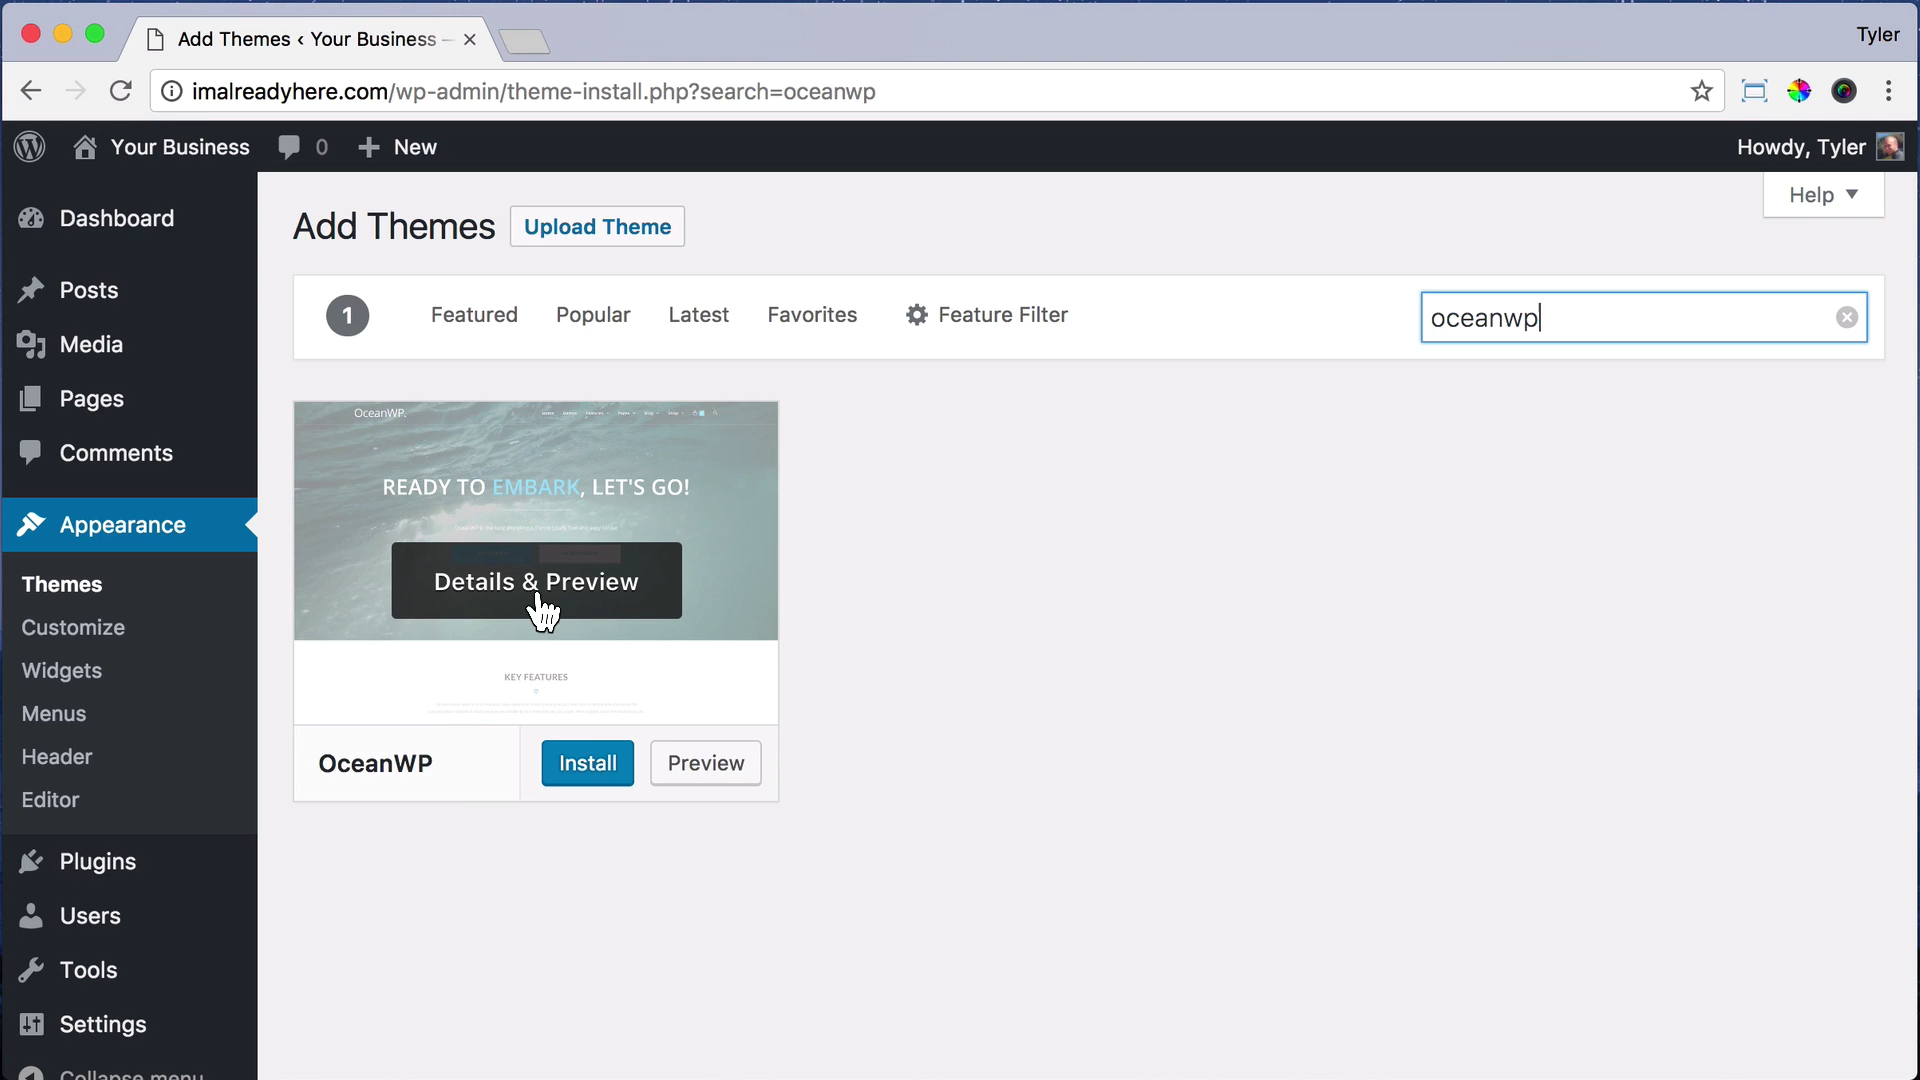 Add Themes ‹ Your Business –
Tyler
imalreadyhere.com/wp-admin/theme-install.php?search=oceanwp
Your Business
0
New
Howdy, Tyler
Dashboard
Posts
Media
Pages
Comments
Appearance
Themes
Customize
Widgets
Menus
Header
Editor
Plugins
Users
Tools
Settings
Collapse menu
Help
Add Themes
Upload Theme
1
Featured
Popular
Latest
Favorites
Feature Filter
oceanwp
OceanWP.
READY TO EMBARK, LET'S GO!
Details & Preview
KEY FEATURES
OceanWP
Install
Preview